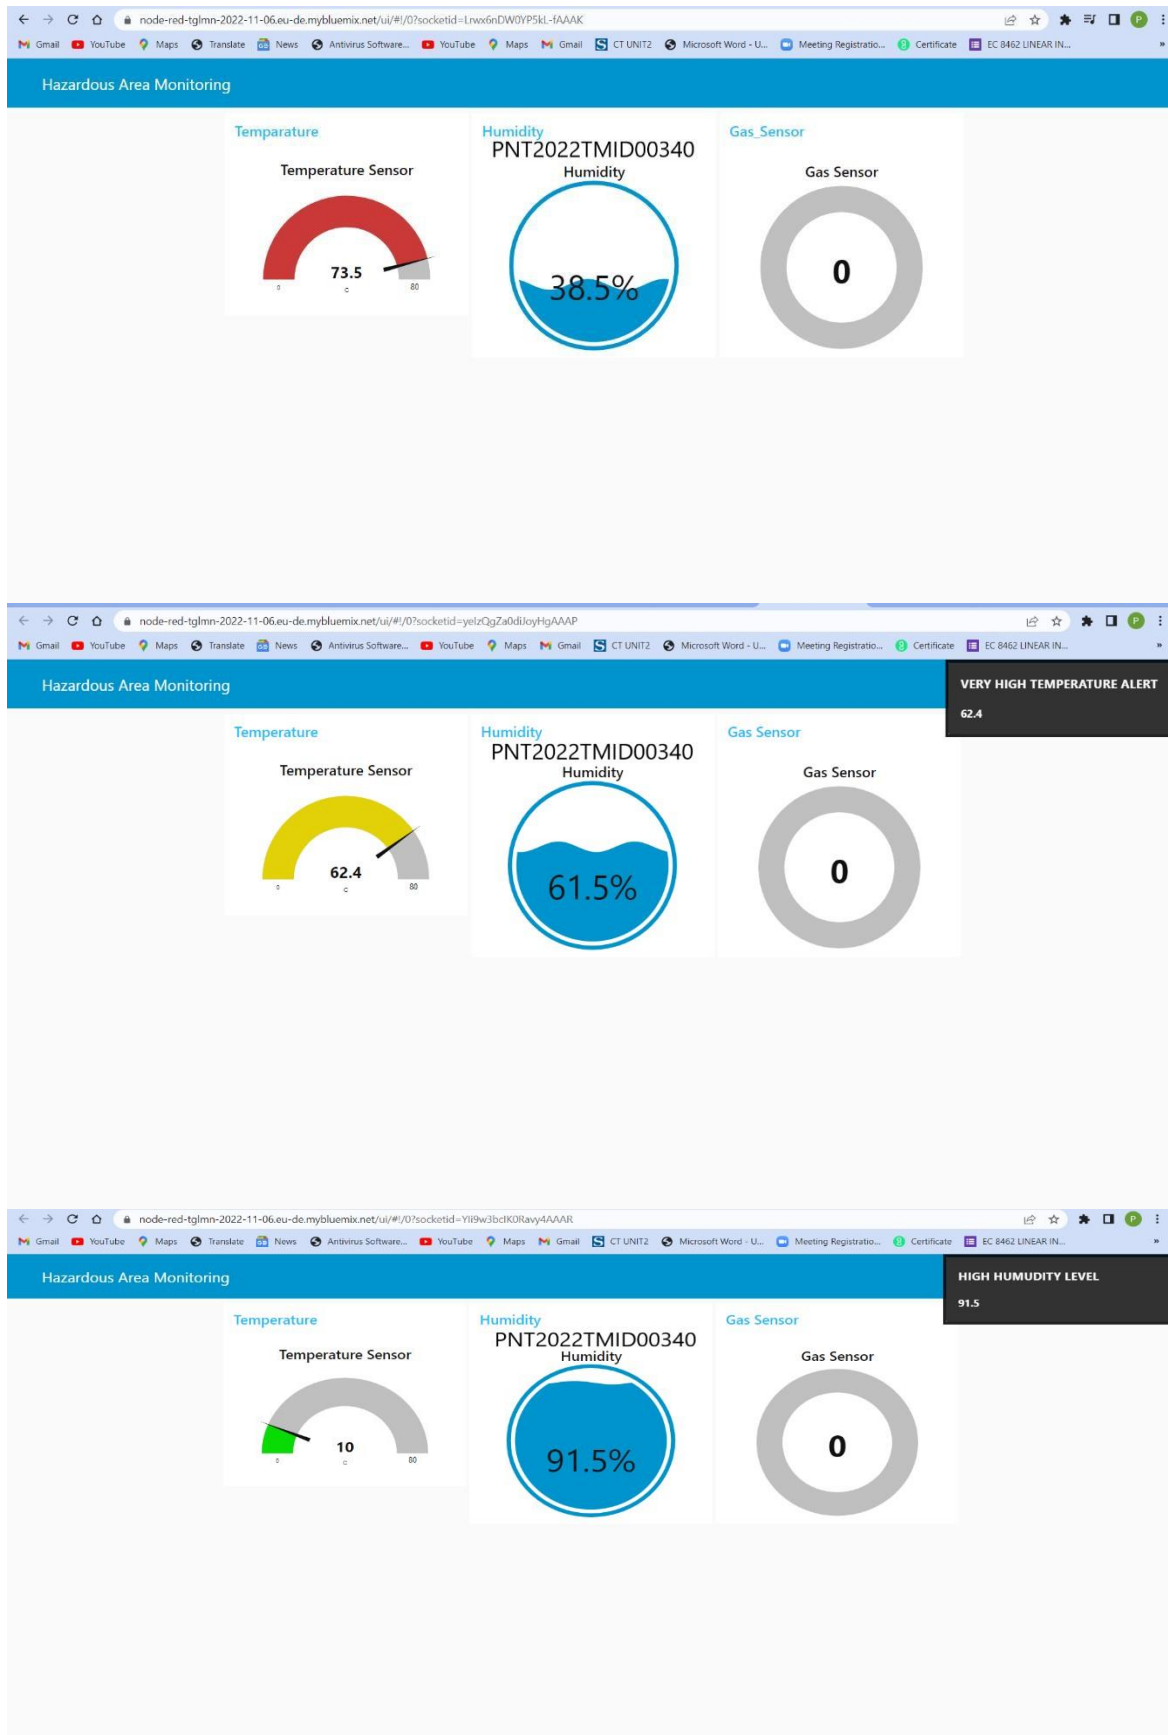 node-red-tglmn-2022-11-06.eu-de.mybluemix.net/ui/#!/0?socketid=Lrwx6nDW0YP5kL-fAAAK
Gmail YouTube Maps Translate News Antivirus Software... YouTube Maps Gmail CT UNIT2 Microsoft Word - U... Meeting Registratio... Certificate EC 8462 LINEAR IN... »
Hazardous Area Monitoring
Temparature Humidity Gas_Sensor
PNT2022TMID00340
Temperature Sensor Humidity Gas Sensor
73.5 38.5% 0
0 c 80
node-red-tglmn-2022-11-06.eu-de.mybluemix.net/ui/#!/0?socketid=yelzQgZa0diJoyHgAAAP
Gmail YouTube Maps Translate News Antivirus Software... YouTube Maps Gmail CT UNIT2 Microsoft Word - U... Meeting Registratio... Certificate EC 8462 LINEAR IN... »
Hazardous Area Monitoring
VERY HIGH TEMPERATURE ALERT
62.4
Temperature Humidity Gas Sensor
PNT2022TMID00340
Temperature Sensor Humidity Gas Sensor
62.4 61.5% 0
0 c 80
node-red-tglmn-2022-11-06.eu-de.mybluemix.net/ui/#!/0?socketid=Yli9w3bcIK0Ravy4AAAR
Gmail YouTube Maps Translate News Antivirus Software... YouTube Maps Gmail CT UNIT2 Microsoft Word - U... Meeting Registratio... Certificate EC 8462 LINEAR IN... »
Hazardous Area Monitoring
HIGH HUMUDITY LEVEL
91.5
Temperature Humidity Gas Sensor
PNT2022TMID00340
Temperature Sensor Humidity Gas Sensor
10 91.5% 0
0 c 80